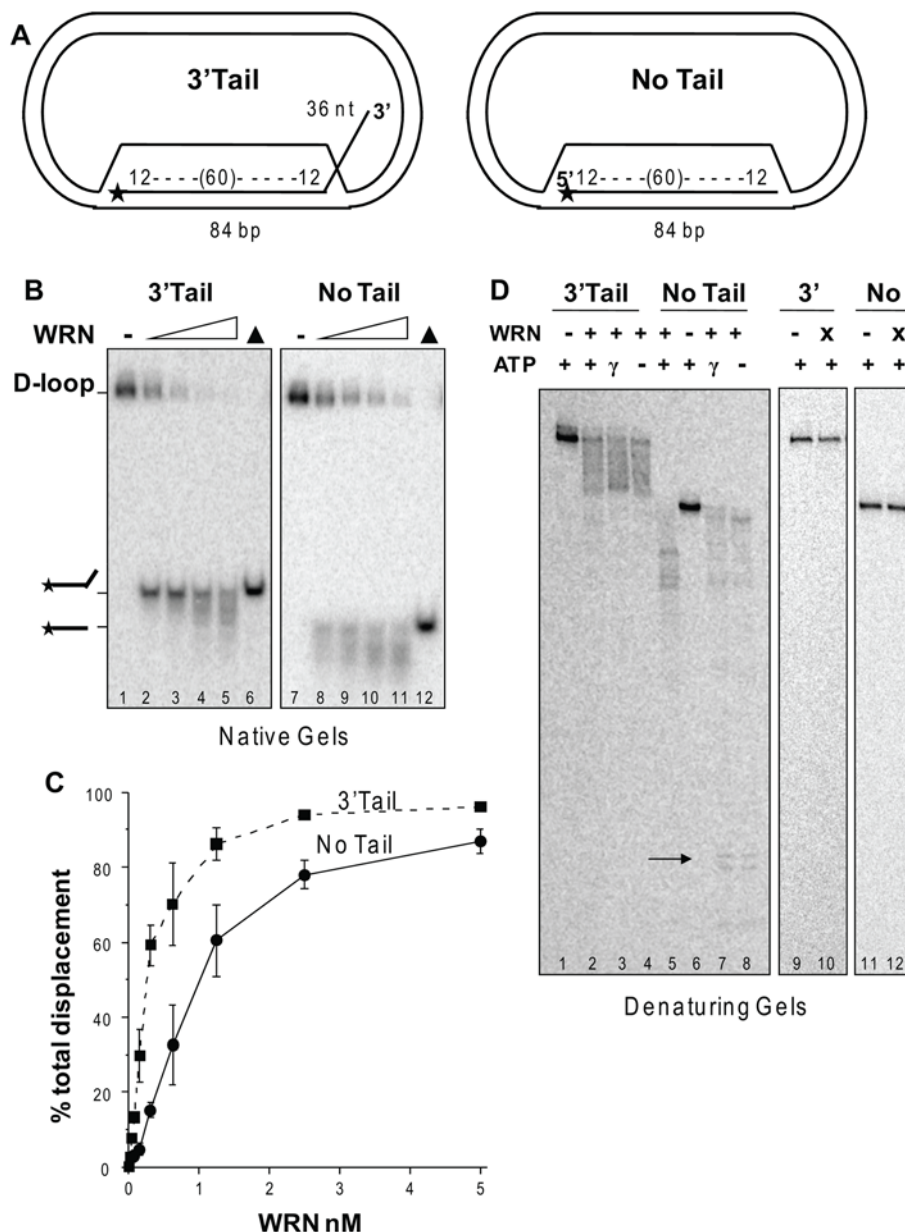 A
3'Tail
36 nt
3'
12- - - -(60)- - - - -12
84 bp
No Tail
5'
12- - - -(60)- - - - -12
84 bp
B
3'Tail No Tail
WRN - ▲ - ▲
D-loop
1 2 3 4 5 6 7 8 9 10 11 12
Native Gels
C
% total displacement
100
80
60
40
20
0
3'Tail
No Tail
0 1 2 3 4 5
WRN nM
D
3'Tail No Tail 3' No
WRN - + + + + - + + - x - x
ATP + + γ - + + γ - + + + +
1 2 3 4 5 6 7 8 9 10 11 12
Denaturing Gels